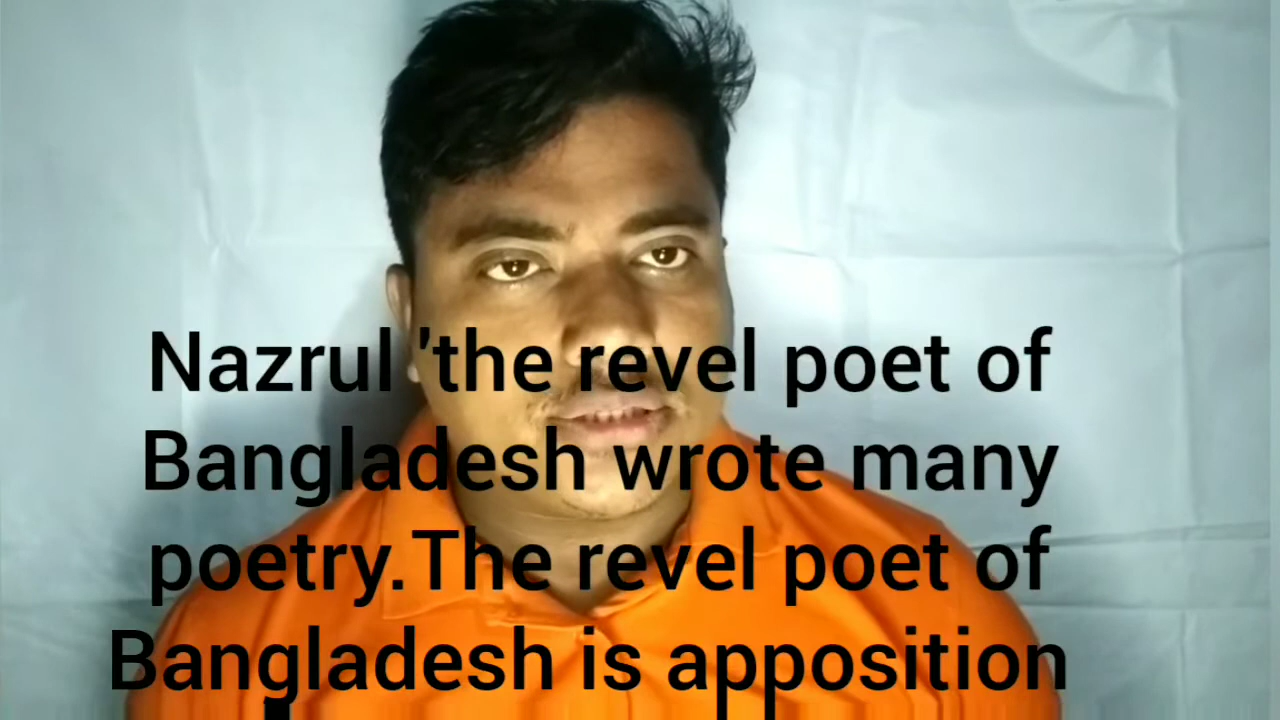 Nazrul 'the revel poet of
Bangladesh wrote many
poetry.The revel poet of
Bangladesh is apposition